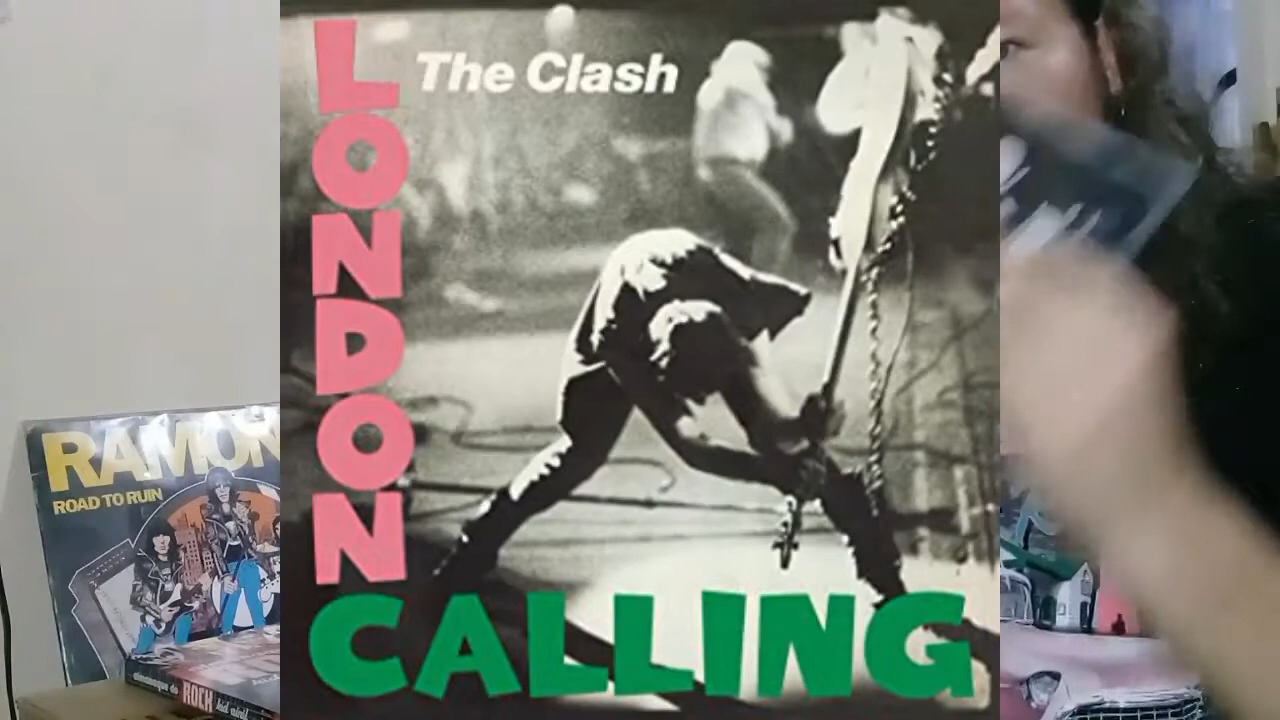 LONDON
The Clash
CALLING
RAMON
ROAD TO RUIN
ROCK